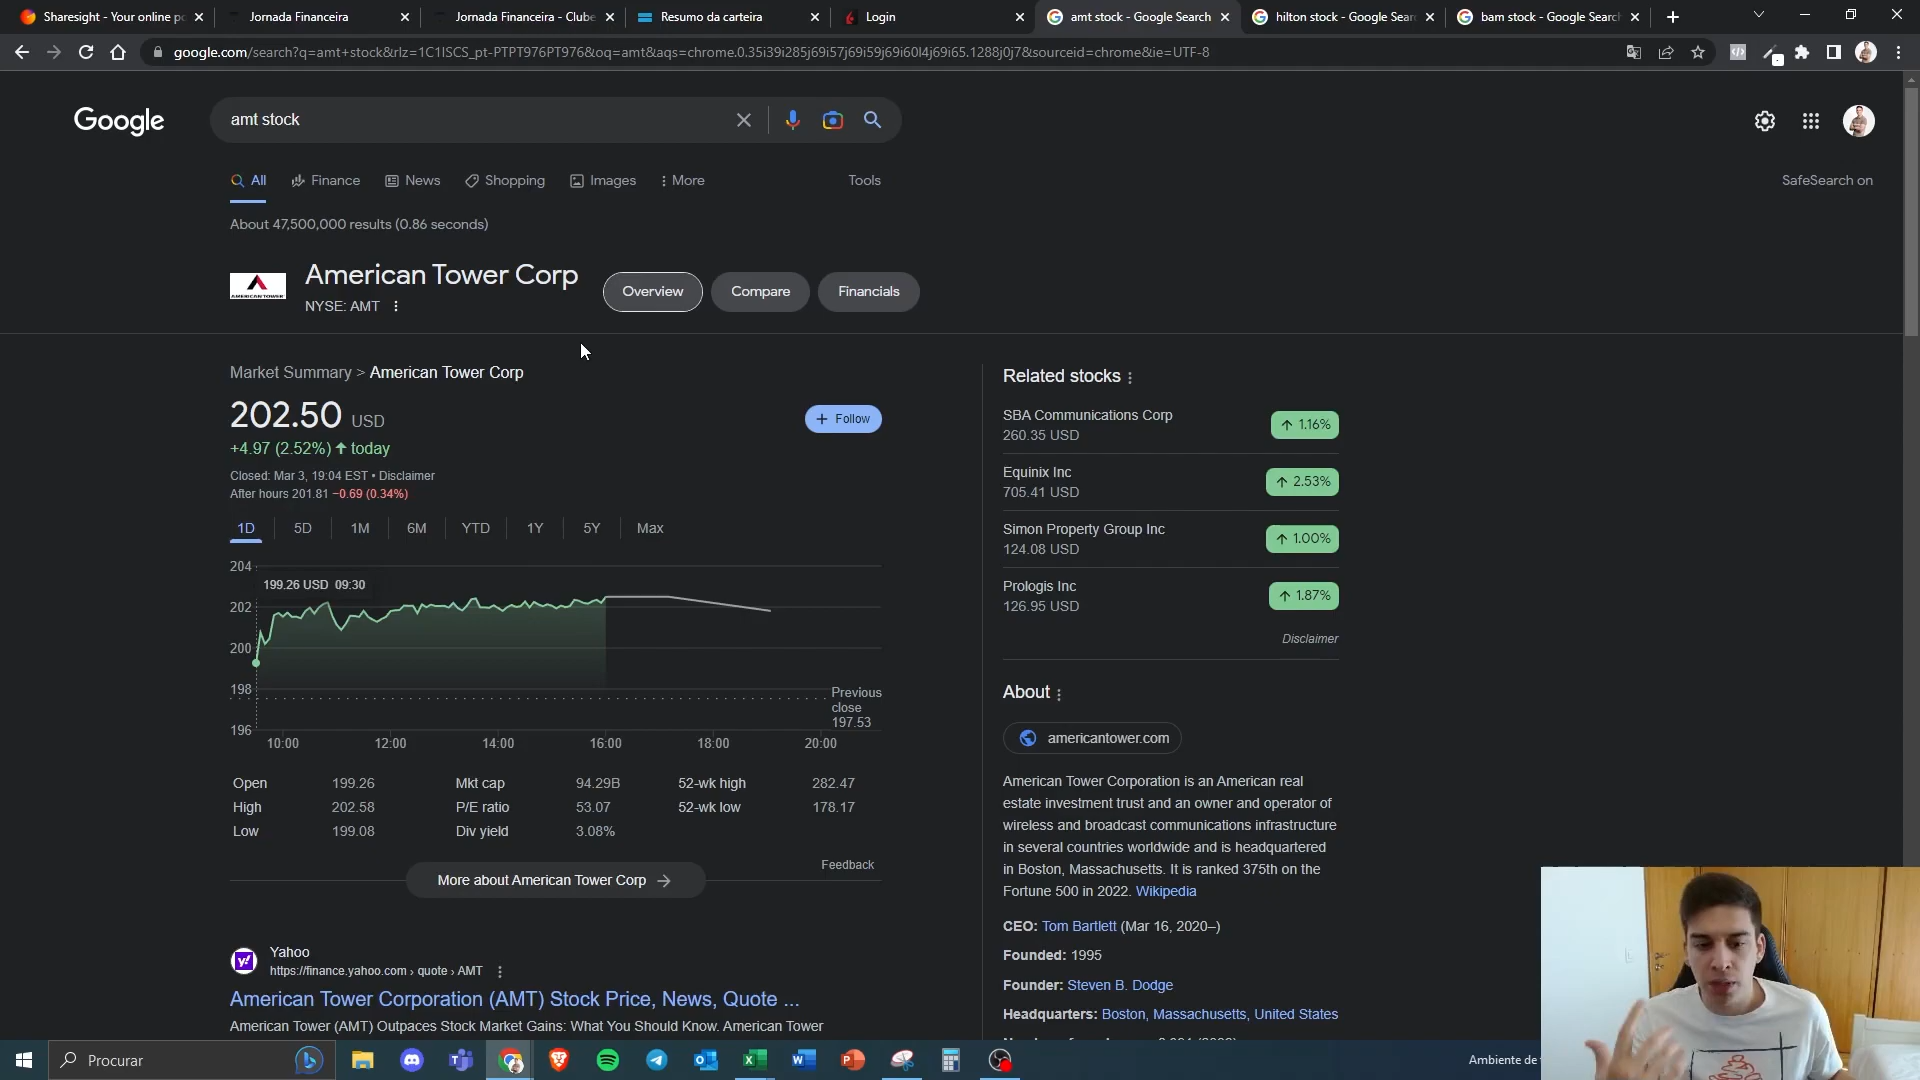 Sharesight - Your online po
Jornada Financeira
Jornada Financeira - Clube
Resumo da carteira
Login
amt stock - Google Search
hilton stock - Google Sear
bam stock - Google Search
google.com/search?q=amt+stock&rlz=1C1ISCS_pt-PTPT976PT976&oq=amt&aqs=chrome.0.35i39i285j69i57j69i59j69i60l4j69i65.1288j0j7&sourceid=chrome&ie=UTF-8
Google
amt stock
All
Finance
News
Shopping
Images
More
Tools
SafeSearch on
About 47,500,000 results (0.86 seconds)
AMERICAN TOWER
American Tower Corp
NYSE: AMT
Overview
Compare
Financials
Market Summary > American Tower Corp
202.50 USD
+ Follow
+4.97 (2.52%) ↑ today
Closed: Mar 3, 19:04 EST • Disclaimer
After hours 201.81 −0.69 (0.34%)
1D 5D 1M 6M YTD 1Y 5Y Max
204
199.26 USD 09:30
202
200
198
196
Previous
close
197.53
10:00 12:00 14:00 16:00 18:00 20:00
Open 199.26 Mkt cap 94.29B 52-wk high 282.47
High 202.58 P/E ratio 53.07 52-wk low 178.17
Low 199.08 Div yield 3.08%
Feedback
More about American Tower Corp →
Yahoo
https://finance.yahoo.com › quote › AMT
American Tower Corporation (AMT) Stock Price, News, Quote ...
American Tower (AMT) Outpaces Stock Market Gains: What You Should Know. American Tower
Related stocks
SBA Communications Corp
260.35 USD
↑ 1.16%
Equinix Inc
705.41 USD
↑ 2.53%
Simon Property Group Inc
124.08 USD
↑ 1.00%
Prologis Inc
126.95 USD
↑ 1.87%
Disclaimer
About
americantower.com
American Tower Corporation is an American real
estate investment trust and an owner and operator of
wireless and broadcast communications infrastructure
in several countries worldwide and is headquartered
in Boston, Massachusetts. It is ranked 375th on the
Fortune 500 in 2022. Wikipedia
CEO: Tom Bartlett (Mar 16, 2020–)
Founded: 1995
Founder: Steven B. Dodge
Headquarters: Boston, Massachusetts, United States
Procurar
Ambiente de